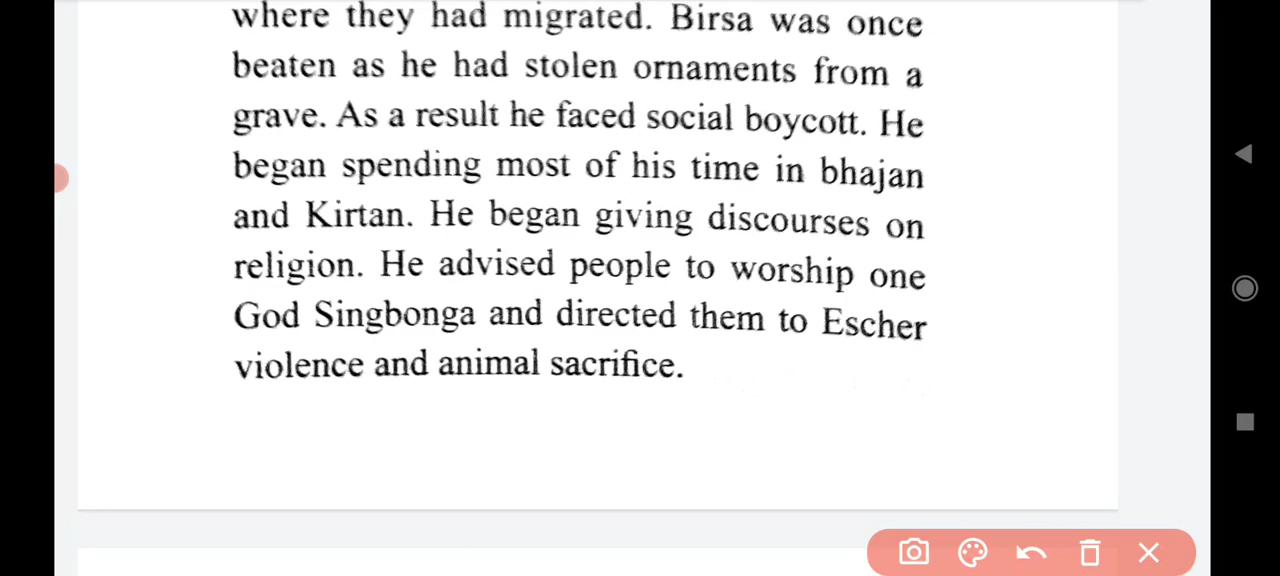 where they had migrated. Birsa was once
beaten as he had stolen ornaments from a
grave. As a result he faced social boycott. He
began spending most of his time in bhajan
and Kirtan. He began giving discourses on
religion. He advised people to worship one
God Singbonga and directed them to Escher
violence and animal sacrifice.